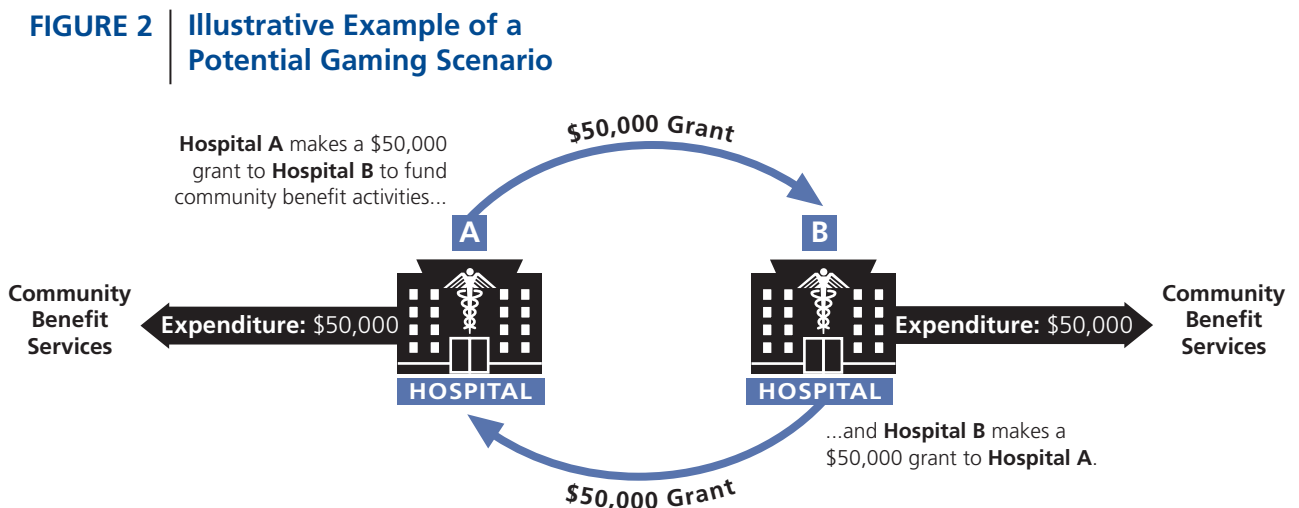 FIGURE 2
Illustrative Example of a
Potential Gaming Scenario
Hospital A makes a $50,000
grant to Hospital B to fund
community benefit activities...
$50,000 Grant
A
B
Community
Benefit
Services
Expenditure: $50,000
Expenditure: $50,000
Community
Benefit
Services
HOSPITAL
HOSPITAL
...and Hospital B makes a
$50,000 grant to Hospital A.
$50,000 Grant